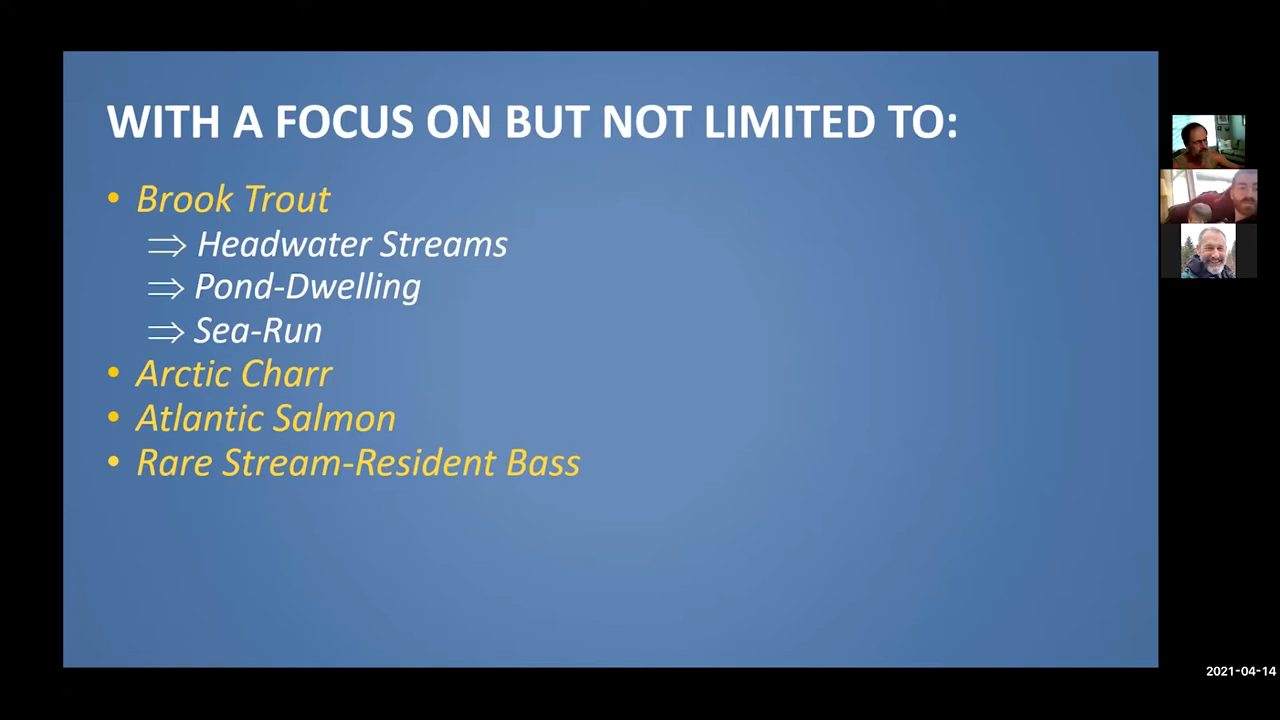 WITH A FOCUS ON BUT NOT LIMITED TO:
• Brook Trout
⇒ Headwater Streams
⇒ Pond-Dwelling
⇒ Sea-Run
• Arctic Charr
• Atlantic Salmon
• Rare Stream-Resident Bass
2021-04-14